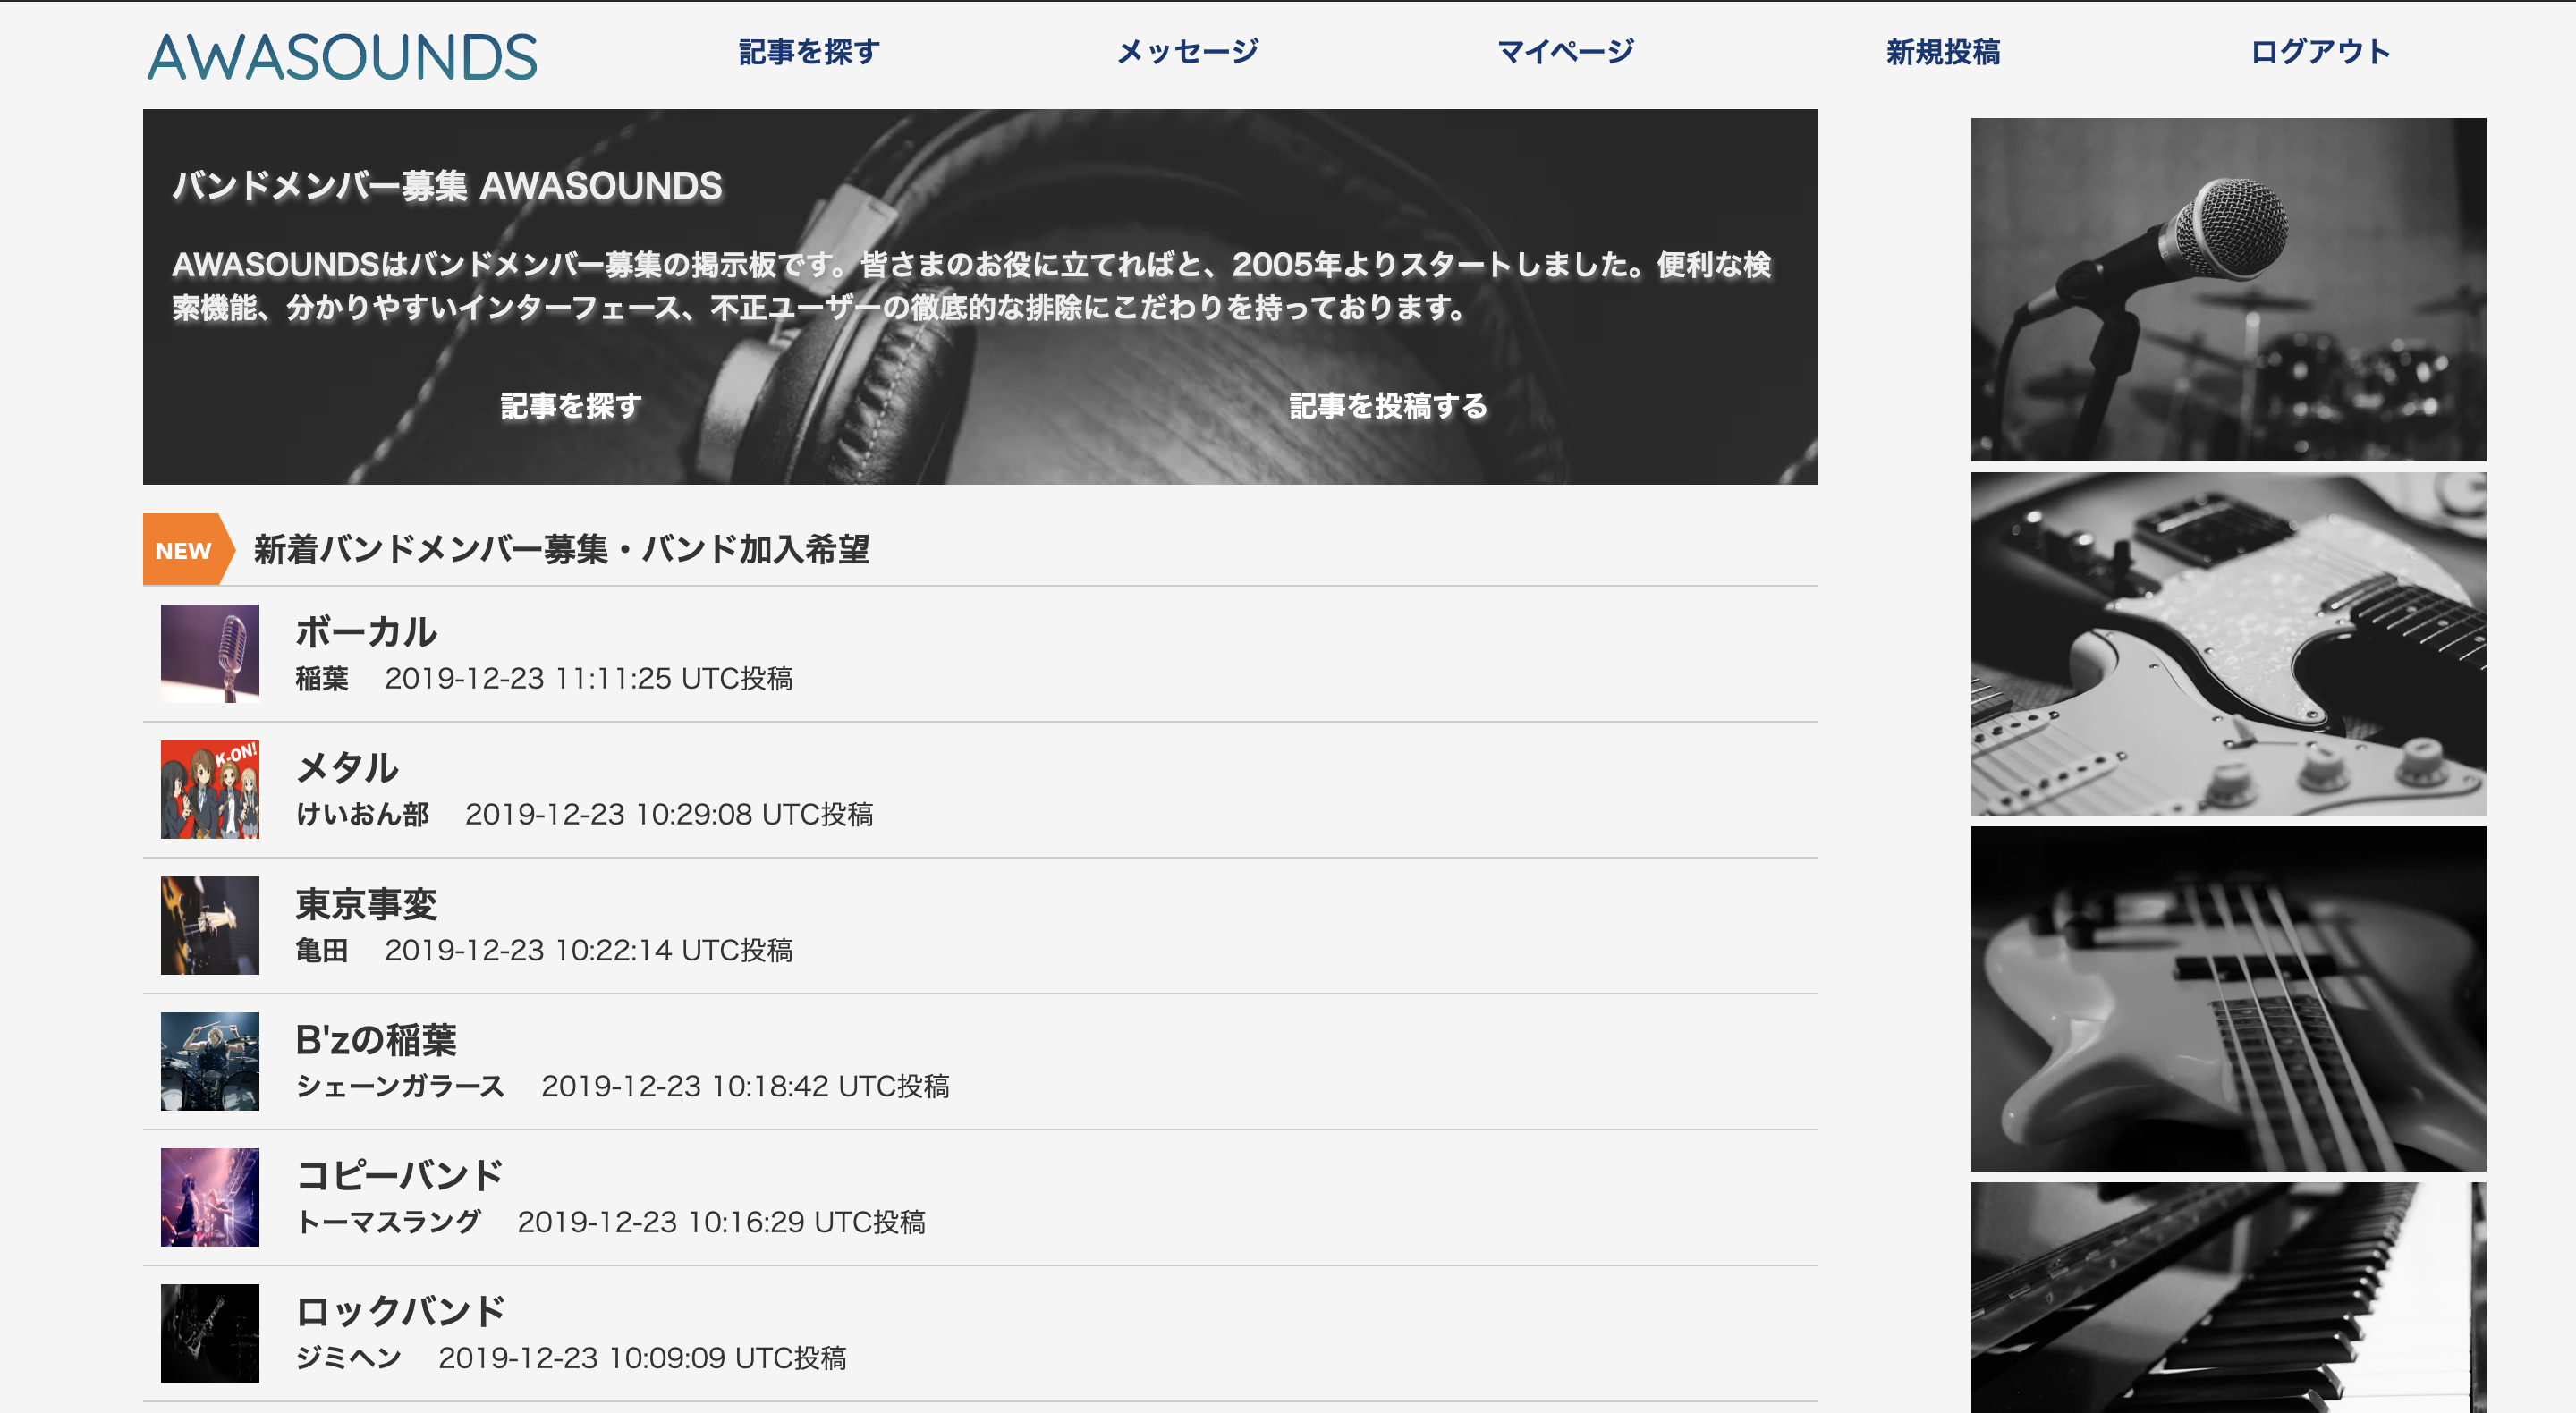 AWASOUNDS
記事を探す
メッセージ
マイページ
新規投稿
ログアウト
バンドメンバー募集 AWASOUNDS
AWASOUNDSはバンドメンバー募集の掲示板です。皆さまのお役に立てればと、2005年よりスタートしました。便利な検
索機能、分かりやすいインターフェース、不正ユーザーの徹底的な排除にこだわりを持っております。
記事を探す
記事を投稿する
NEW 新着バンドメンバー募集・バンド加入希望
ボーカル
稲葉 2019-12-23 11:11:25 UTC投稿
K-ON!
メタル
けいおん部 2019-12-23 10:29:08 UTC投稿
東京事変
亀田 2019-12-23 10:22:14 UTC投稿
B'zの稲葉
シェーンガラース 2019-12-23 10:18:42 UTC投稿
コピーバンド
トーマスラング 2019-12-23 10:16:29 UTC投稿
ロックバンド
ジミヘン 2019-12-23 10:09:09 UTC投稿